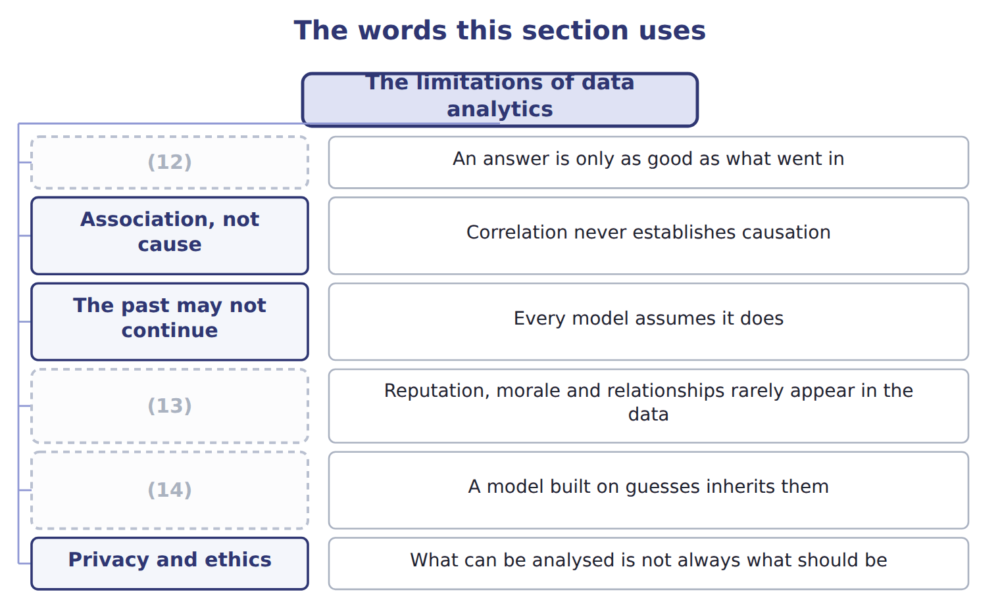 The words this section uses
The limitations of data
analytics
(12)
An answer is only as good as what went in
Association, not
cause
Correlation never establishes causation
The past may not
continue
Every model assumes it does
(13)
Reputation, morale and relationships rarely appear in the
data
(14)
A model built on guesses inherits them
Privacy and ethics
What can be analysed is not always what should be